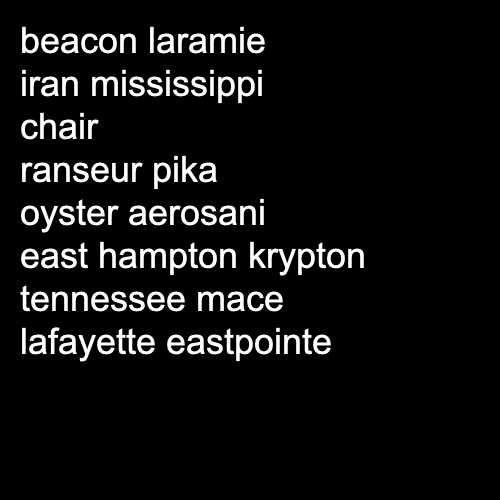 beacon laramie
iran mississippi
chair
ranseur pika
oyster aerosani
east hampton krypton
tennessee mace
lafayette eastpointe